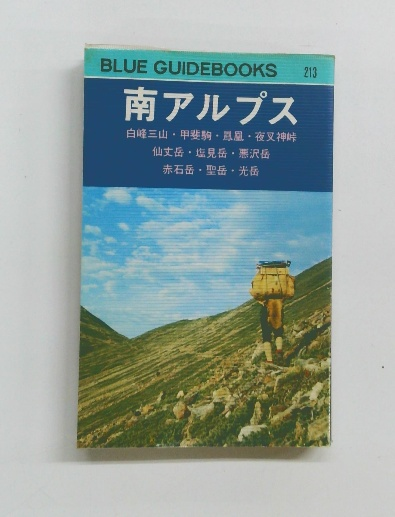 BLUE GUIDEBOOKS 213
南アルプス
白峰三山・甲斐駒・鳳凰・夜叉神峠
仙丈岳・塩見岳・悪沢岳
赤石岳・聖岳・光岳